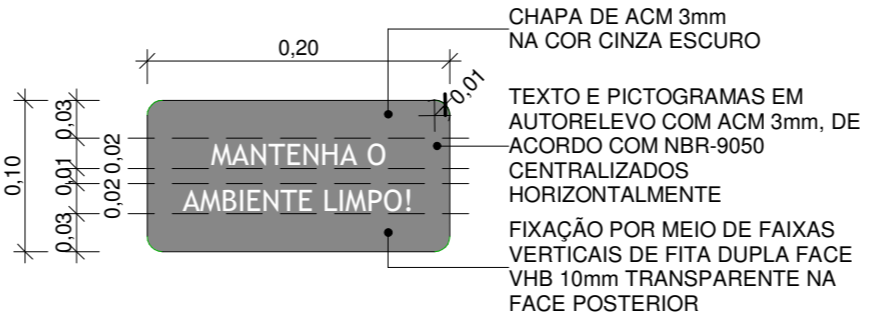 CHAPA DE ACM 3mm
NA COR CINZA ESCURO
0,20
0,01
TEXTO E PICTOGRAMAS EM
AUTORELEVO COM ACM 3mm, DE
ACORDO COM NBR-9050
CENTRALIZADOS
HORIZONTALMENTE
0,10
0,03
0,02
0,01
0,02
0,03
MANTENHA O
AMBIENTE LIMPO!
FIXAÇÃO POR MEIO DE FAIXAS
VERTICAIS DE FITA DUPLA FACE
VHB 10mm TRANSPARENTE NA
FACE POSTERIOR